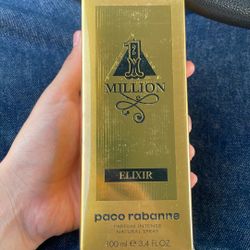 1
MILLION
ELIXIR
paco rabanne
PARFUM INTENSE
NATURAL SPRAY
100 ml e 3.4 FL.OZ.